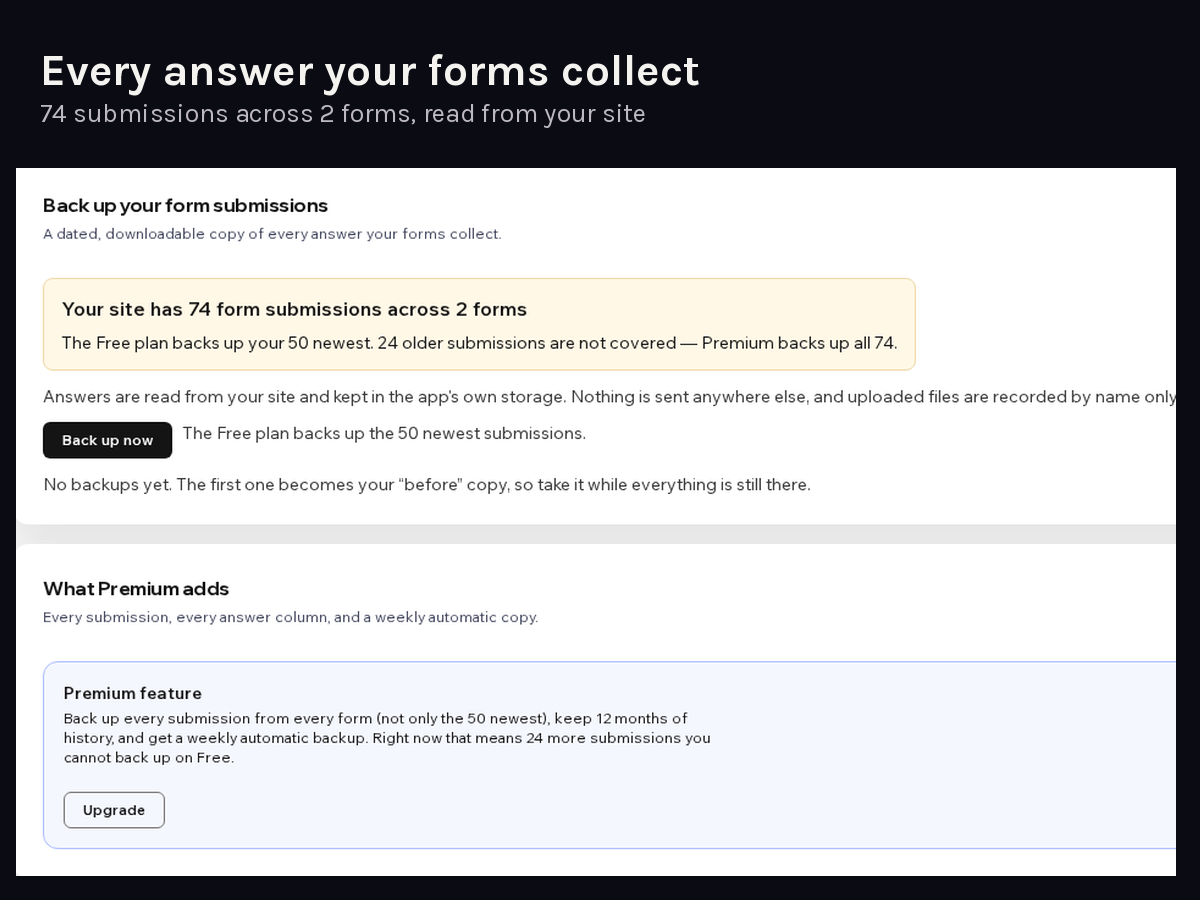 Every answer your forms collect
74 submissions across 2 forms, read from your site
Back up your form submissions
A dated, downloadable copy of every answer your forms collect.
Your site has 74 form submissions across 2 forms
The Free plan backs up your 50 newest. 24 older submissions are not covered — Premium backs up all 74.
Answers are read from your site and kept in the app's own storage. Nothing is sent anywhere else, and uploaded files are recorded by name only
Back up now
The Free plan backs up the 50 newest submissions.
No backups yet. The first one becomes your “before” copy, so take it while everything is still there.
What Premium adds
Every submission, every answer column, and a weekly automatic copy.
Premium feature
Back up every submission from every form (not only the 50 newest), keep 12 months of
history, and get a weekly automatic backup. Right now that means 24 more submissions you
cannot back up on Free.
Upgrade